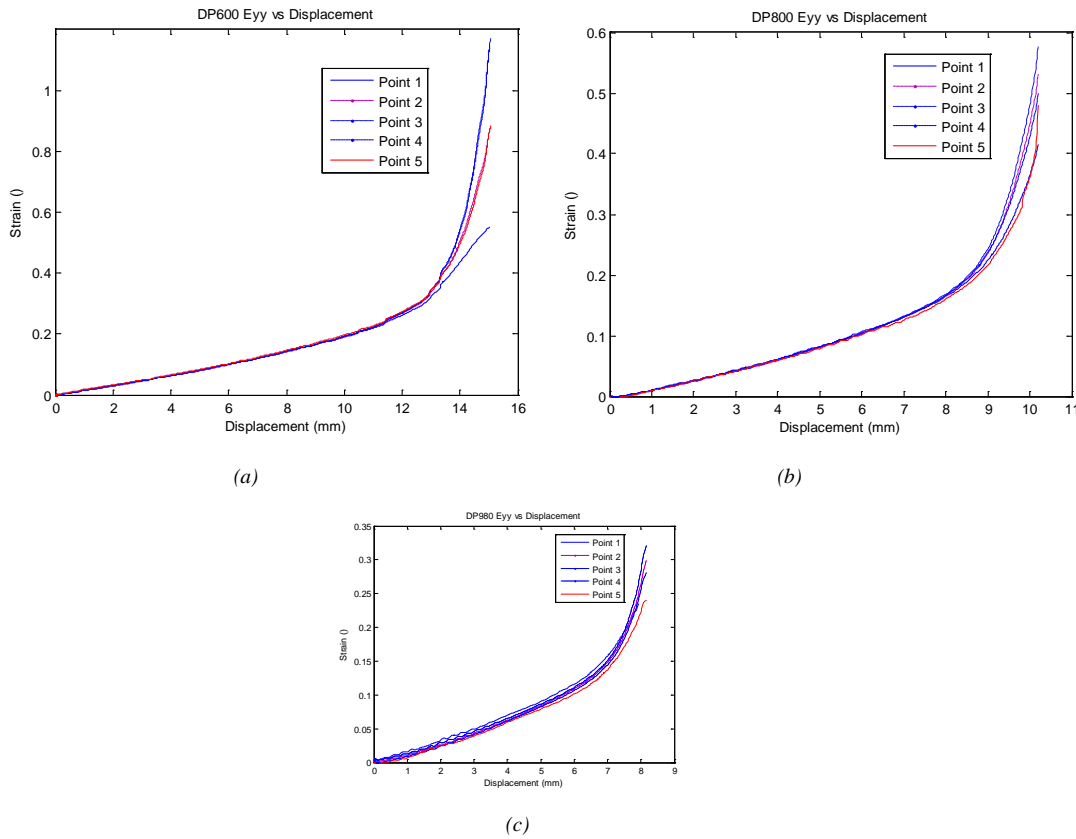 DP600 Eyy vs Displacement
1
0.8
0.6
0.4
0.2
0
Strain ()
Point 1
Point 2
Point 3
Point 4
Point 5
0 2 4 6 8 10 12 14 16
Displacement (mm)
(a)
DP800 Eyy vs Displacement
0.6
0.5
0.4
0.3
0.2
0.1
0
Strain ()
Point 1
Point 2
Point 3
Point 4
Point 5
0 1 2 3 4 5 6 7 8 9 10 11
Displacement (mm)
(b)
DP980 Eyy vs Displacement
0.35
0.3
0.25
0.2
0.15
0.1
0.05
0
Strain ()
Point 1
Point 2
Point 3
Point 4
Point 5
0 1 2 3 4 5 6 7 8 9
Displacement (mm)
(c)